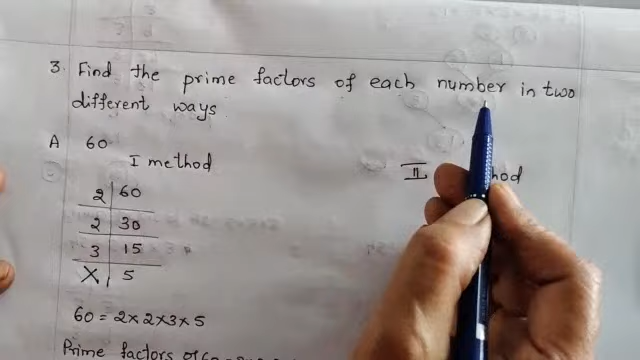 3. Find the prime factors of each number in two
different ways
A 60
I method
II
2 60
2 30
3 15
X 5
60 = 2×2×3×5
Prime factors of 60